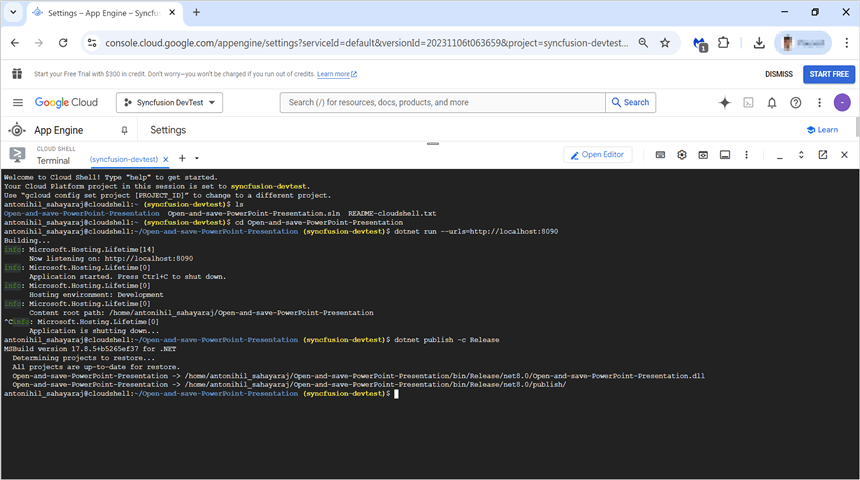 Settings – App Engine – Syncfus
console.cloud.google.com/appengine/settings?serviceId=default&versionId=20231106t063659&project=syncfusion-devtest...
1
Start your Free Trial with $300 in credit. Don't worry—you won't be charged if you run out of credits. Learn more
DISMISS
START FREE
Google Cloud
Syncfusion DevTest
Search (/) for resources, docs, products, and more
Search
App Engine
Settings
Learn
CLOUD SHELL
Terminal
(syncfusion-devtest)
Open Editor
Welcome to Cloud Shell! Type "help" to get started.
Your Cloud Platform project in this session is set to syncfusion-devtest.
Use "gcloud config set project [PROJECT_ID]" to change to a different project.
antonihil_sahayaraj@cloudshell:~ (syncfusion-devtest)$ ls
Open-and-save-PowerPoint-Presentation  Open-and-save-PowerPoint-Presentation.sln  README-cloudshell.txt
antonihil_sahayaraj@cloudshell:~ (syncfusion-devtest)$ cd Open-and-save-PowerPoint-Presentation
antonihil_sahayaraj@cloudshell:~/Open-and-save-PowerPoint-Presentation (syncfusion-devtest)$ dotnet run --urls=http://localhost:8090
Building...
info: Microsoft.Hosting.Lifetime[14]
Now listening on: http://localhost:8090
info: Microsoft.Hosting.Lifetime[0]
Application started. Press Ctrl+C to shut down.
info: Microsoft.Hosting.Lifetime[0]
Hosting environment: Development
info: Microsoft.Hosting.Lifetime[0]
Content root path: /home/antonihil_sahayaraj/Open-and-save-PowerPoint-Presentation
^Cinfo: Microsoft.Hosting.Lifetime[0]
Application is shutting down...
antonihil_sahayaraj@cloudshell:~/Open-and-save-PowerPoint-Presentation (syncfusion-devtest)$ dotnet publish -c Release
MSBuild version 17.8.5+b5265ef37 for .NET
Determining projects to restore...
All projects are up-to-date for restore.
Open-and-save-PowerPoint-Presentation -> /home/antonihil_sahayaraj/Open-and-save-PowerPoint-Presentation/bin/Release/net8.0/Open-and-save-PowerPoint-Presentation.dll
Open-and-save-PowerPoint-Presentation -> /home/antonihil_sahayaraj/Open-and-save-PowerPoint-Presentation/bin/Release/net8.0/publish/
antonihil_sahayaraj@cloudshell:~/Open-and-save-PowerPoint-Presentation (syncfusion-devtest)$